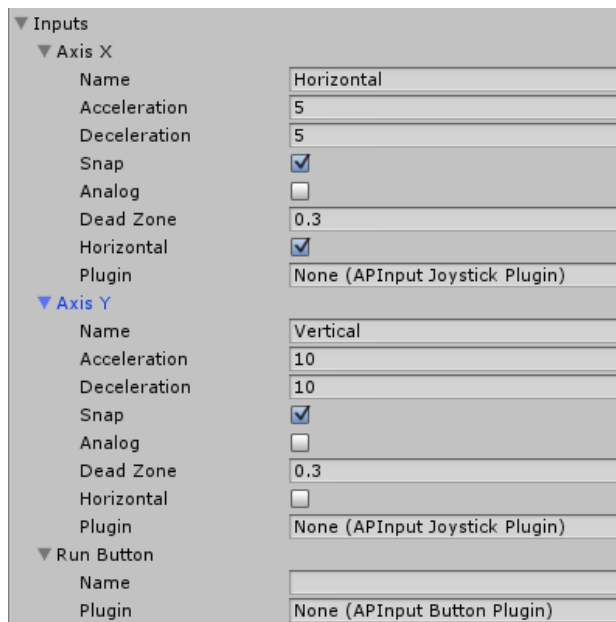 Inputs
Axis X
Name Horizontal
Acceleration 5
Deceleration 5
Snap
Analog
Dead Zone 0.3
Horizontal
Plugin None (APInput Joystick Plugin)
Axis Y
Name Vertical
Acceleration 10
Deceleration 10
Snap
Analog
Dead Zone 0.3
Horizontal
Plugin None (APInput Joystick Plugin)
Run Button
Name
Plugin None (APInput Button Plugin)